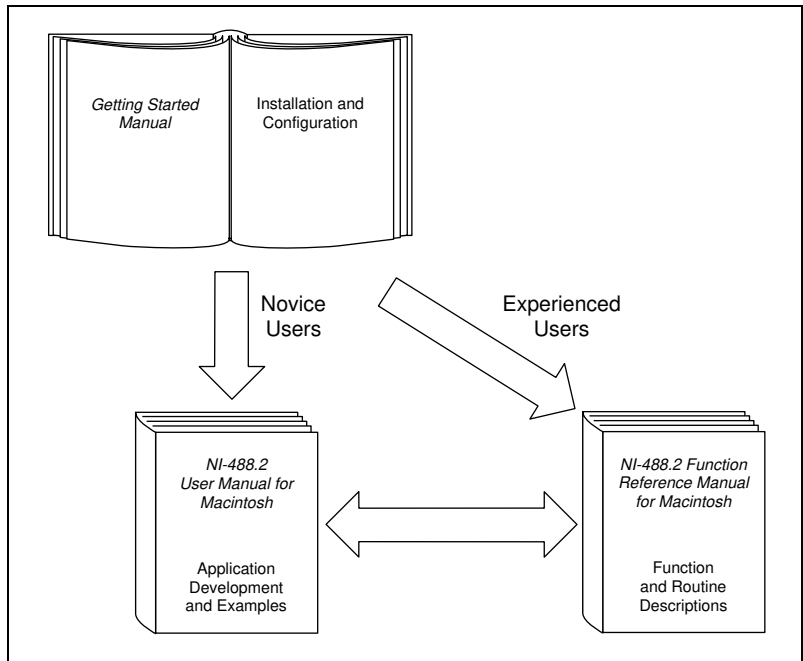 Getting Started
Manual
Installation and
Configuration
Novice
Users
Experienced
Users
NI-488.2
User Manual for
Macintosh
Application
Development
and Examples
NI-488.2 Function
Reference Manual
for Macintosh
Function
and Routine
Descriptions